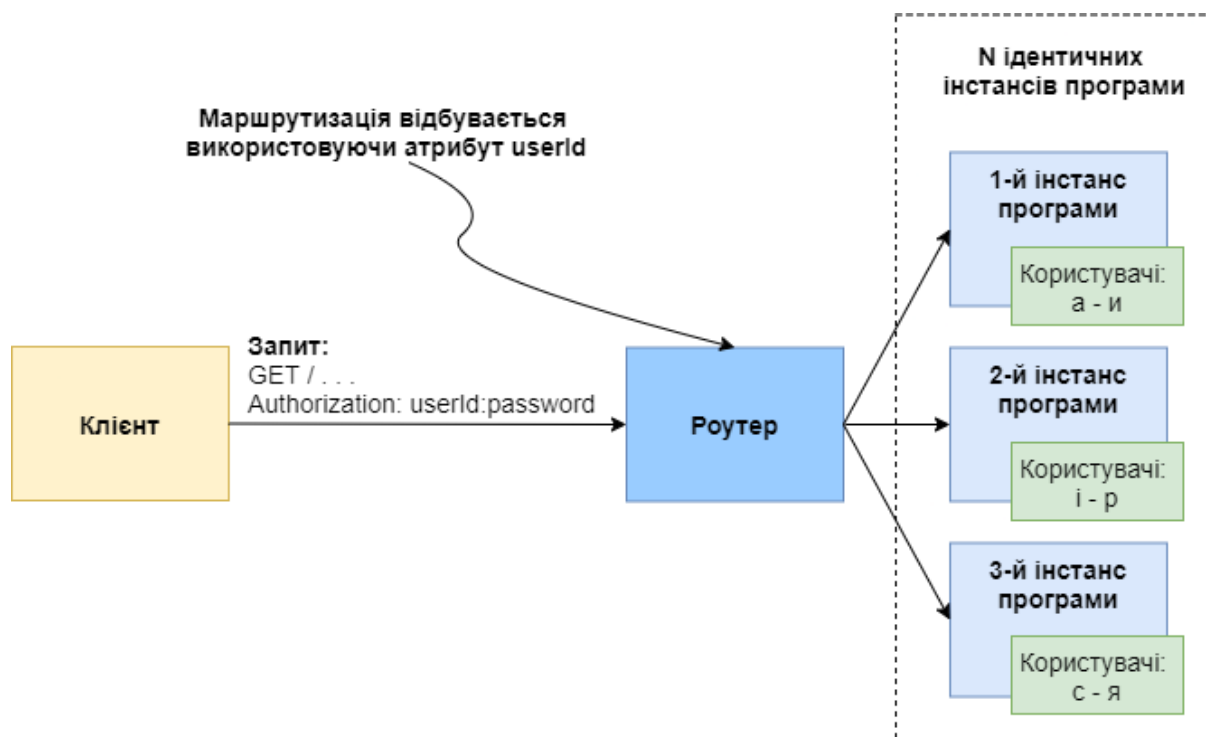 N ідентичних
інстансів програми
Маршрутизація відбувається
використовуючи атрибут userId
1-й інстанс
програми
Користувачі:
а - и
Запит:
GET / . . .
Authorization: userId:password
Клієнт
Роутер
2-й інстанс
програми
Користувачі:
і - р
3-й інстанс
програми
Користувачі:
с - я